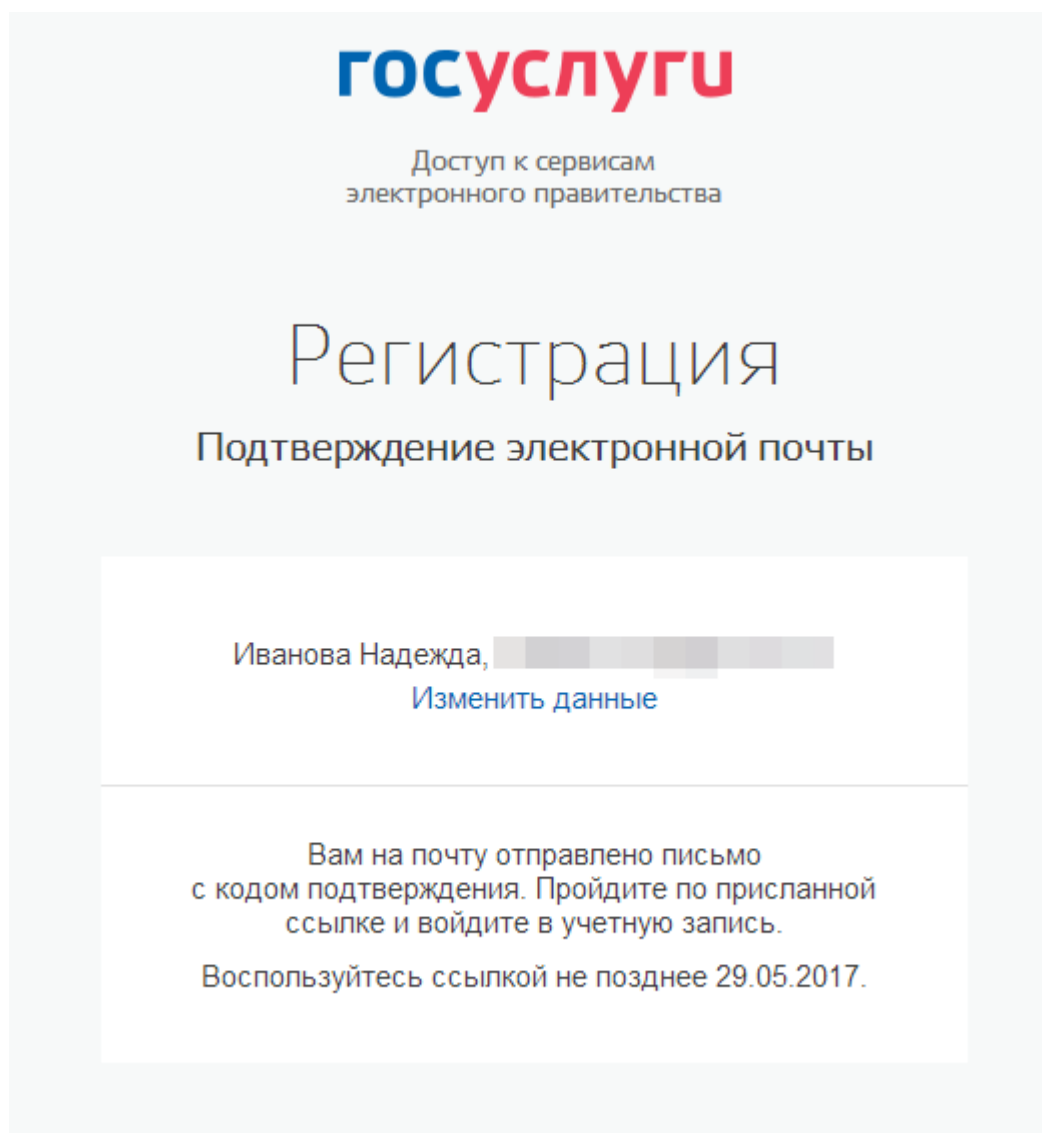 госуслуги
Доступ к сервисам
электронного правительства
Регистрация
Подтверждение электронной почты
Иванова Надежда,
Изменить данные
Вам на почту отправлено письмо
с кодом подтверждения. Пройдите по присланной
ссылке и войдите в учетную запись.
Воспользуйтесь ссылкой не позднее 29.05.2017.